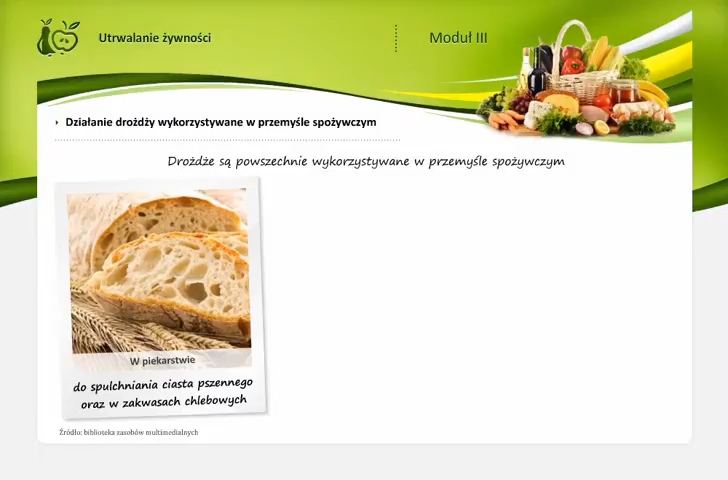 Utrwalanie żywności
Moduł III
Działanie drożdży wykorzystywane w przemyśle spożywczym
Drożdże są powszechnie wykorzystywane w przemyśle spożywczym
W piekarstwie
do spulchniania ciasta pszennego
oraz w zakwasach chlebowych
Źródło: biblioteka zasobów multimedialnych